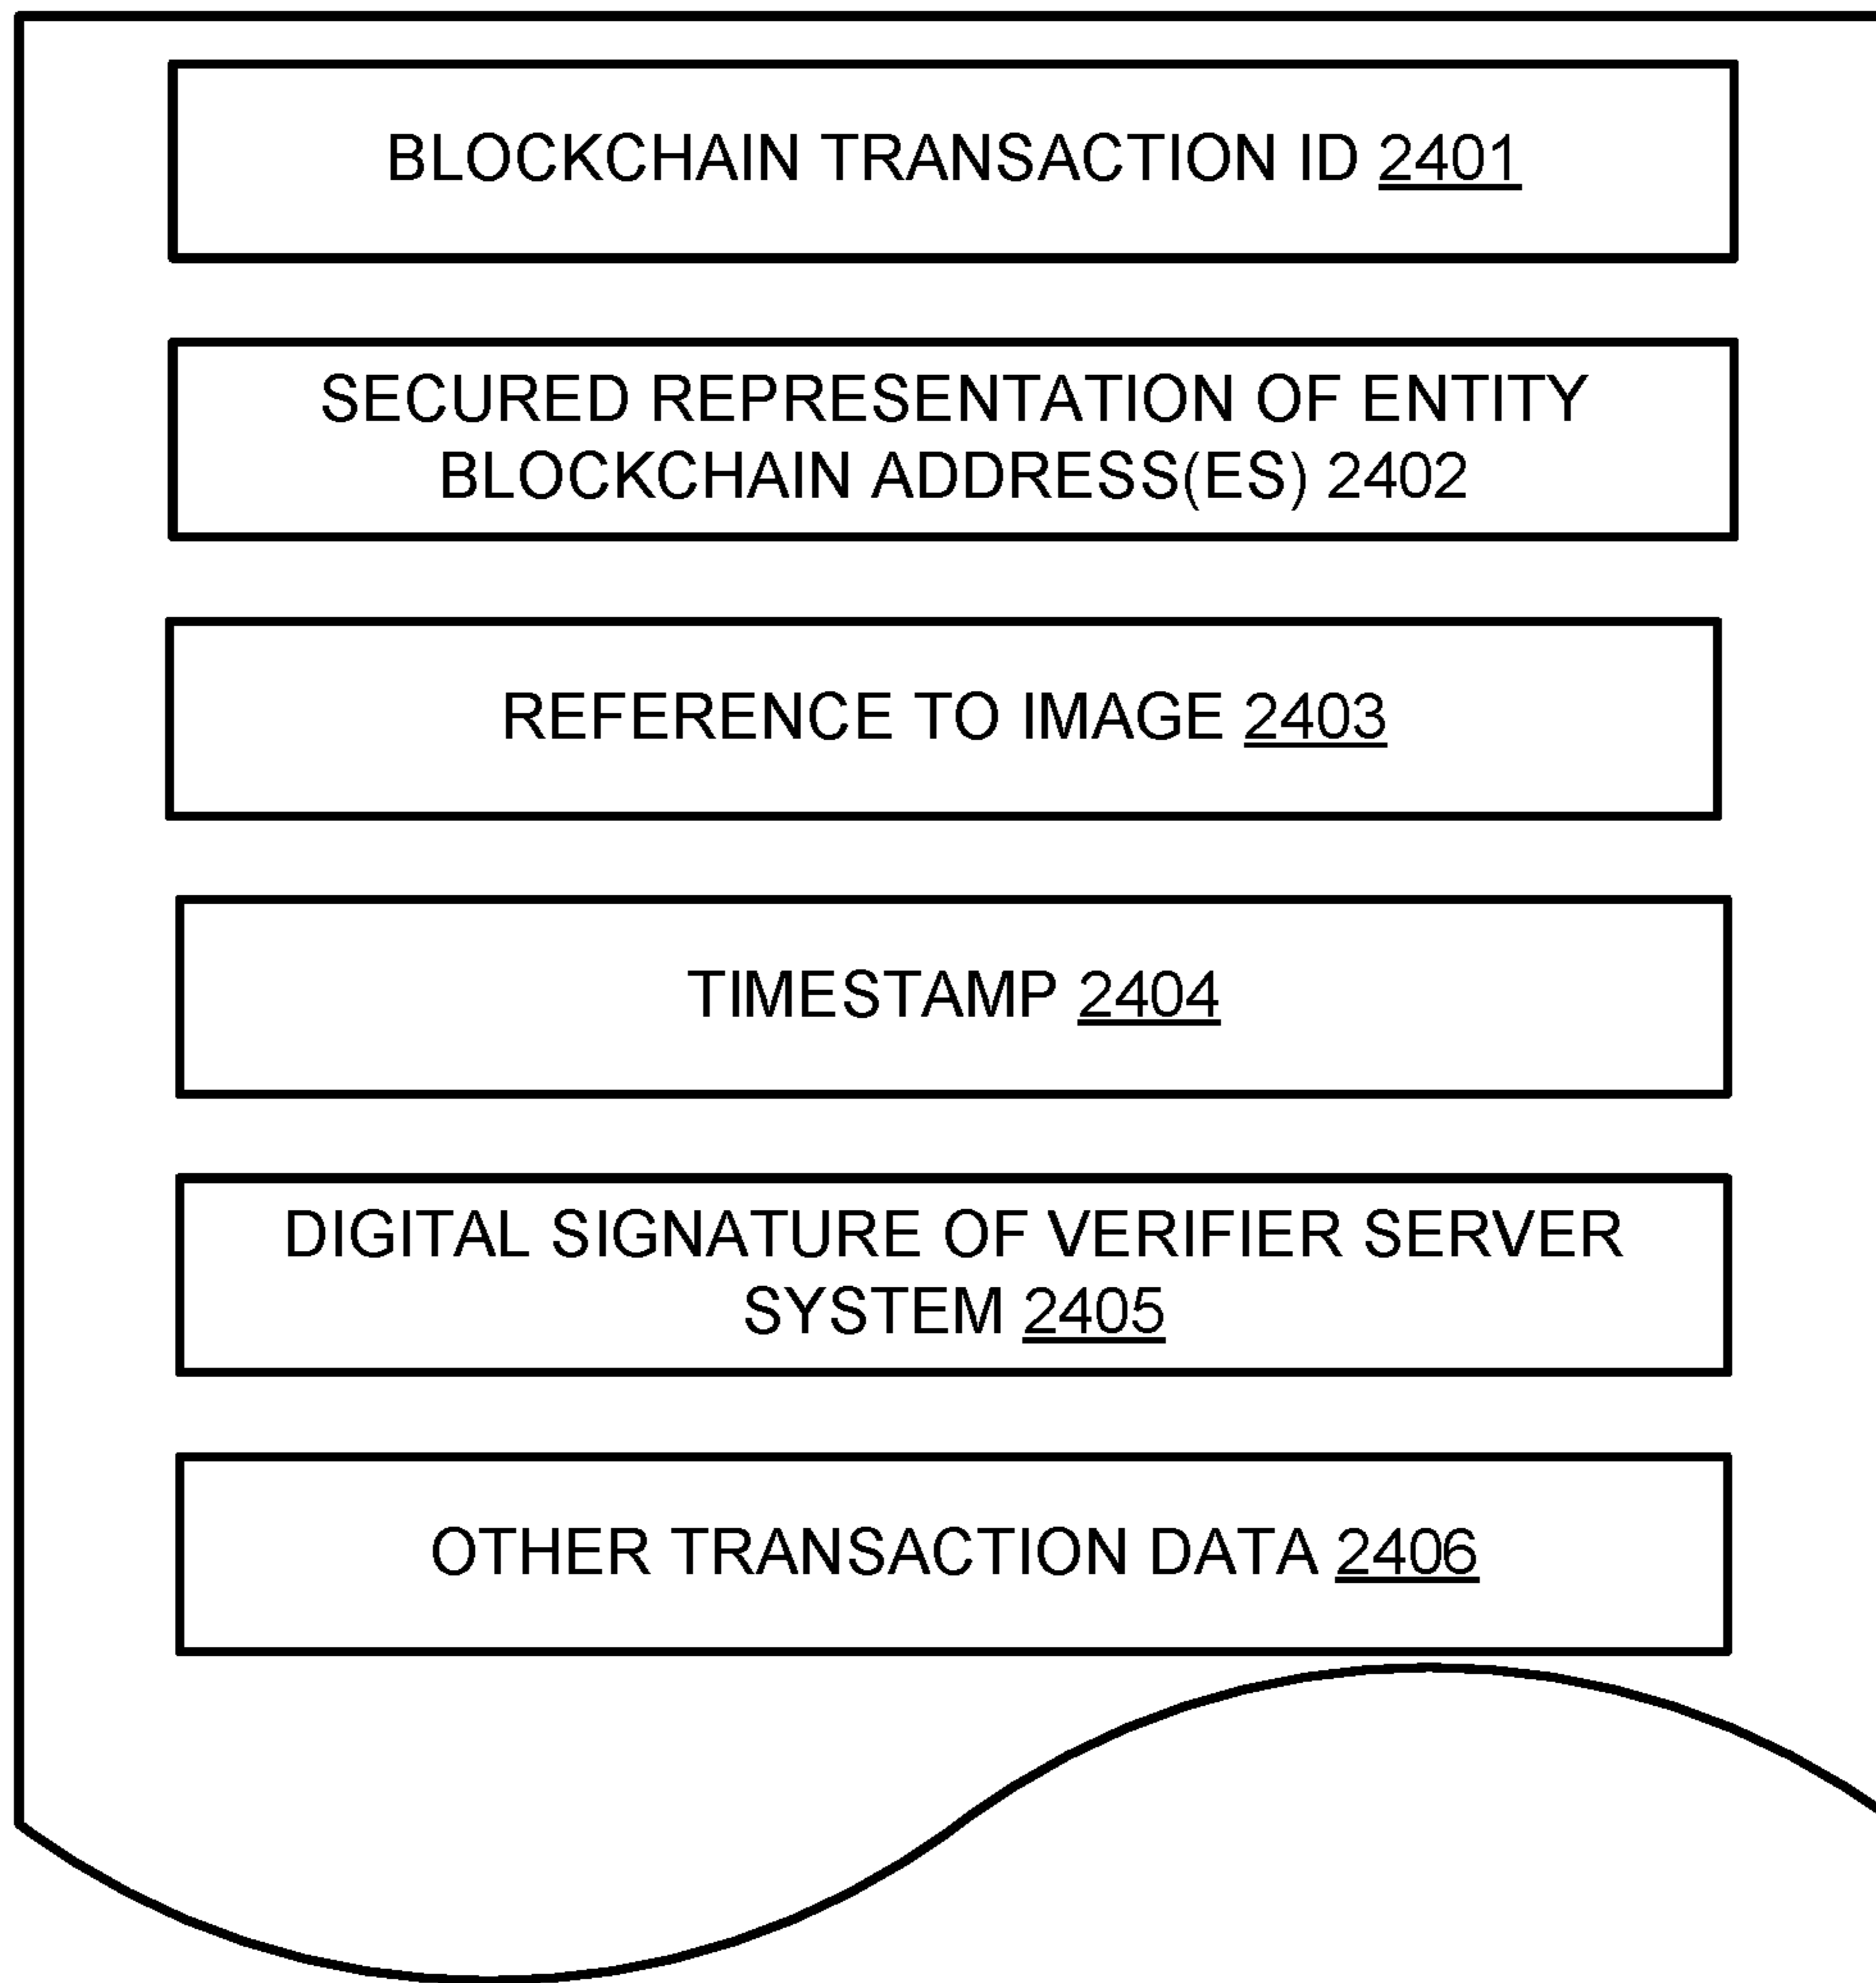 BLOCKCHAIN TRANSACTION ID 2401
SECURED REPRESENTATION OF ENTITY
BLOCKCHAIN ADDRESS(ES) 2402
REFERENCE TO IMAGE 2403
TIMESTAMP 2404
DIGITAL SIGNATURE OF VERIFIER SERVER
SYSTEM 2405
OTHER TRANSACTION DATA 2406